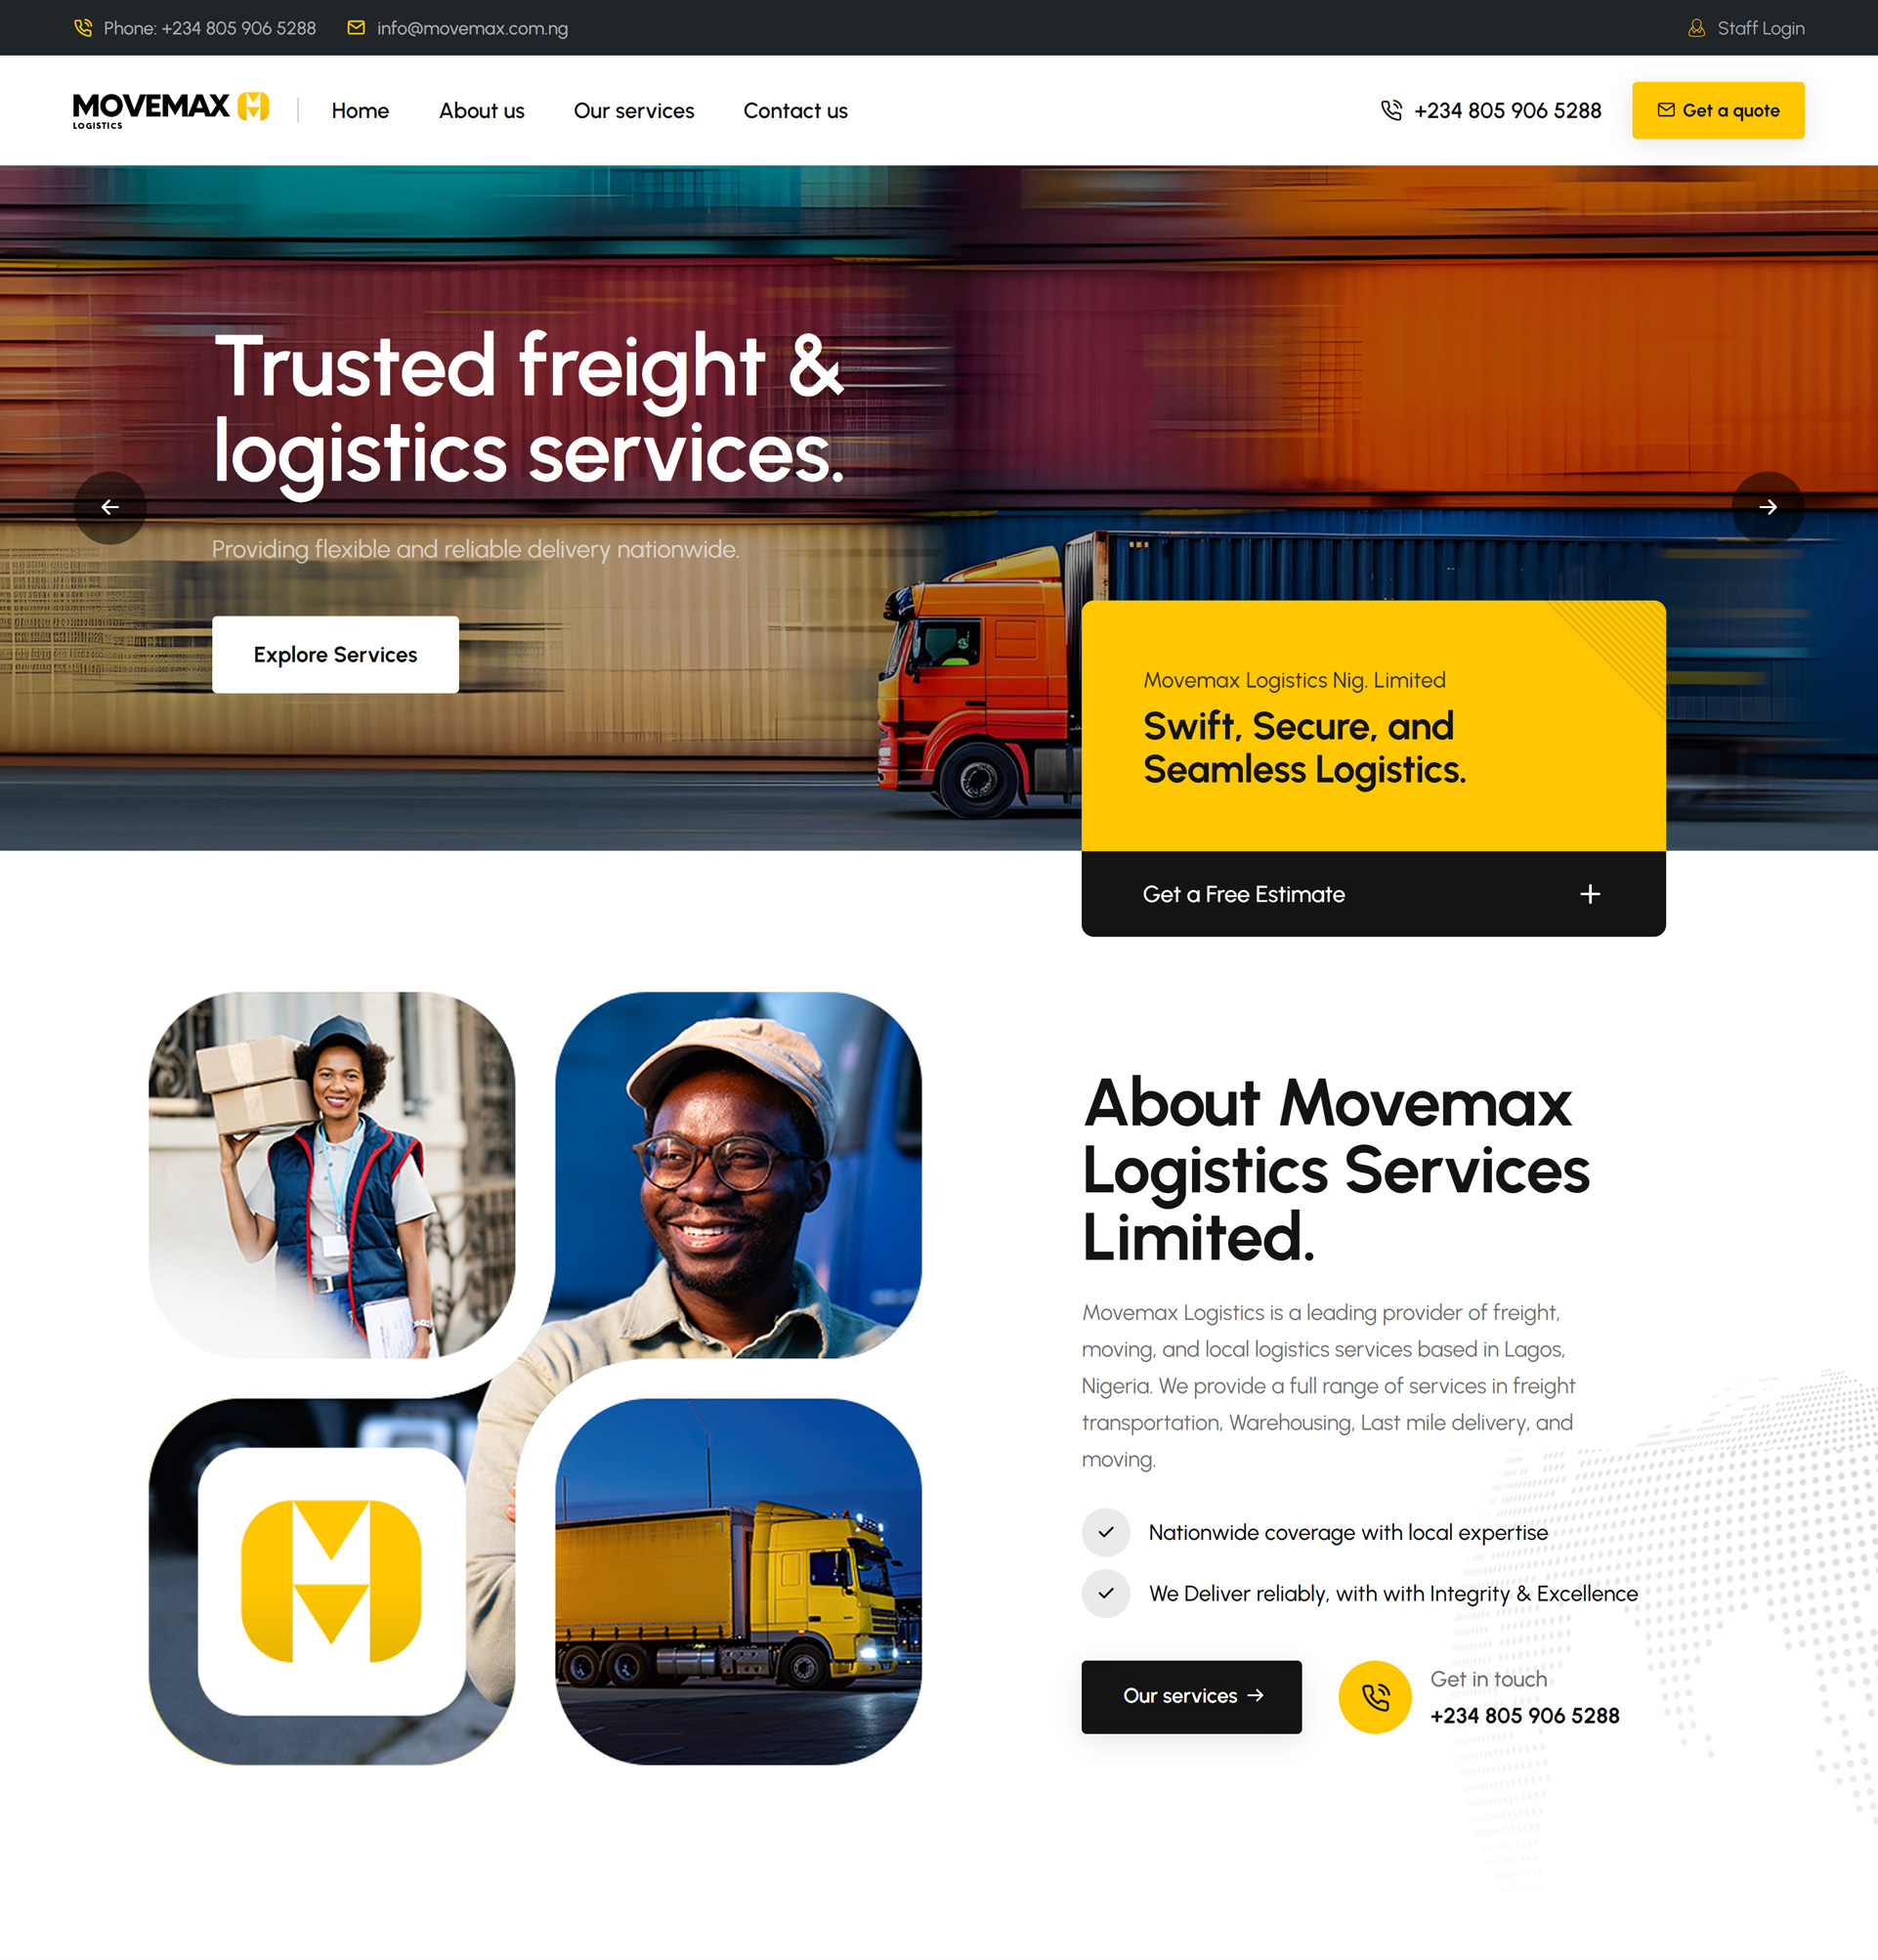 Phone: +234 805 906 5288
info@movemax.com.ng
Staff Login
MOVEMAX
LOGISTICS
Home
About us
Our services
Contact us
+234 805 906 5288
Get a quote
Trusted freight &
logistics services.
Providing flexible and reliable delivery nationwide.
Explore Services
Movemax Logistics Nig. Limited
Swift, Secure, and
Seamless Logistics.
Get a Free Estimate
About Movemax
Logistics Services
Limited.
Movemax Logistics is a leading provider of freight,
moving, and local logistics services based in Lagos,
Nigeria. We provide a full range of services in freight
transportation, Warehousing, Last mile delivery, and
moving.
Nationwide coverage with local expertise
We Deliver reliably, with with Integrity & Excellence
Our services
Get in touch
+234 805 906 5288